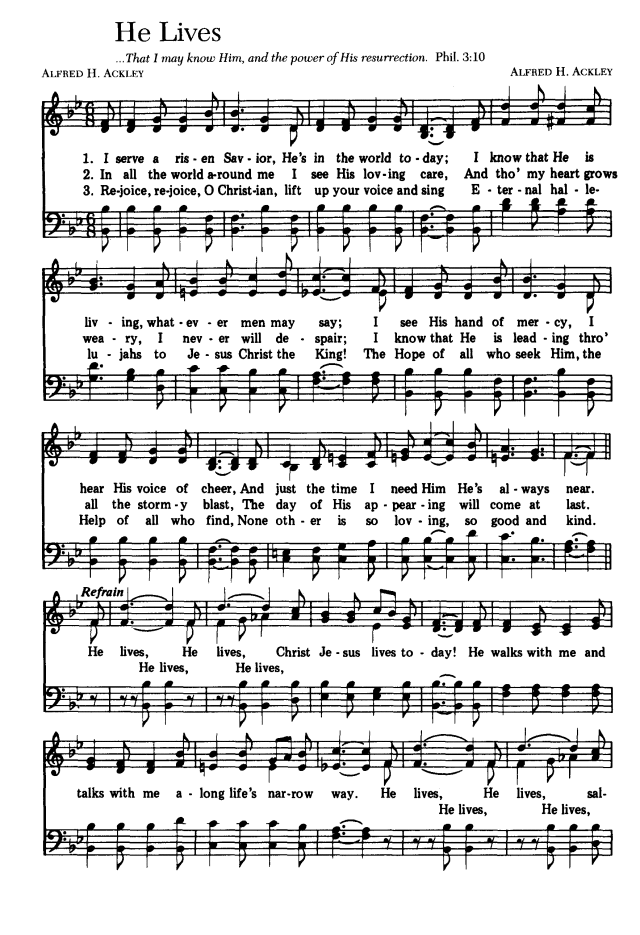 He Lives
...That I may know Him, and the power of His resurrection. Phil. 3:10
ALFRED H. ACKLEY ALFRED H. ACKLEY
1. I serve a ris - en Sav - ior, He's in the world to - day; I know that He is
2. In all the world a-round me I see His lov - ing care, And tho' my heart grows
3. Re-joice, re-joice, O Christ-ian, lift up your voice and sing E - ter - nal hal - le-
liv - ing, what - ev - er men may say; I see His hand of mer - cy, I
wea - ry, I nev - er will de - spair; I know that He is lead - ing thro'
lu - jahs to Je - sus Christ the King! The Hope of all who seek Him, the
hear His voice of cheer, And just the time I need Him He's al - ways near.
all the storm - y blast, The day of His ap - pear - ing will come at last.
Help of all who find, None oth - er is so lov - ing, so good and kind.
Refrain
He lives, He lives, Christ Je - sus lives to - day! He walks with me and
He lives, He lives,
talks with me a - long life's nar-row way. He lives, He lives, sal-
He lives, He lives,